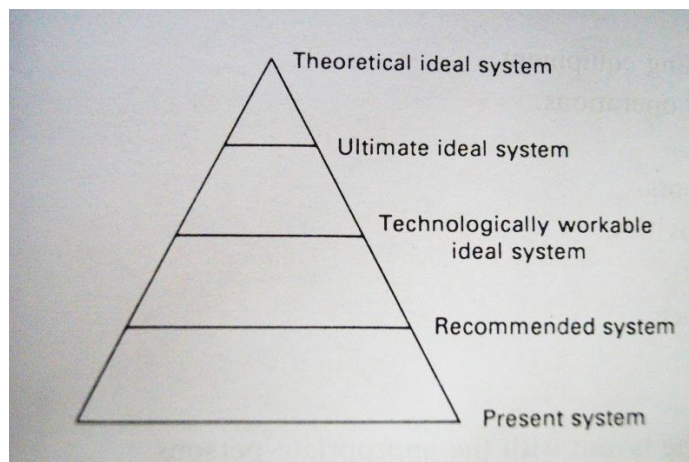 Theoretical ideal system
Ultimate ideal system
Technologically workable
ideal system
Recommended system
Present system